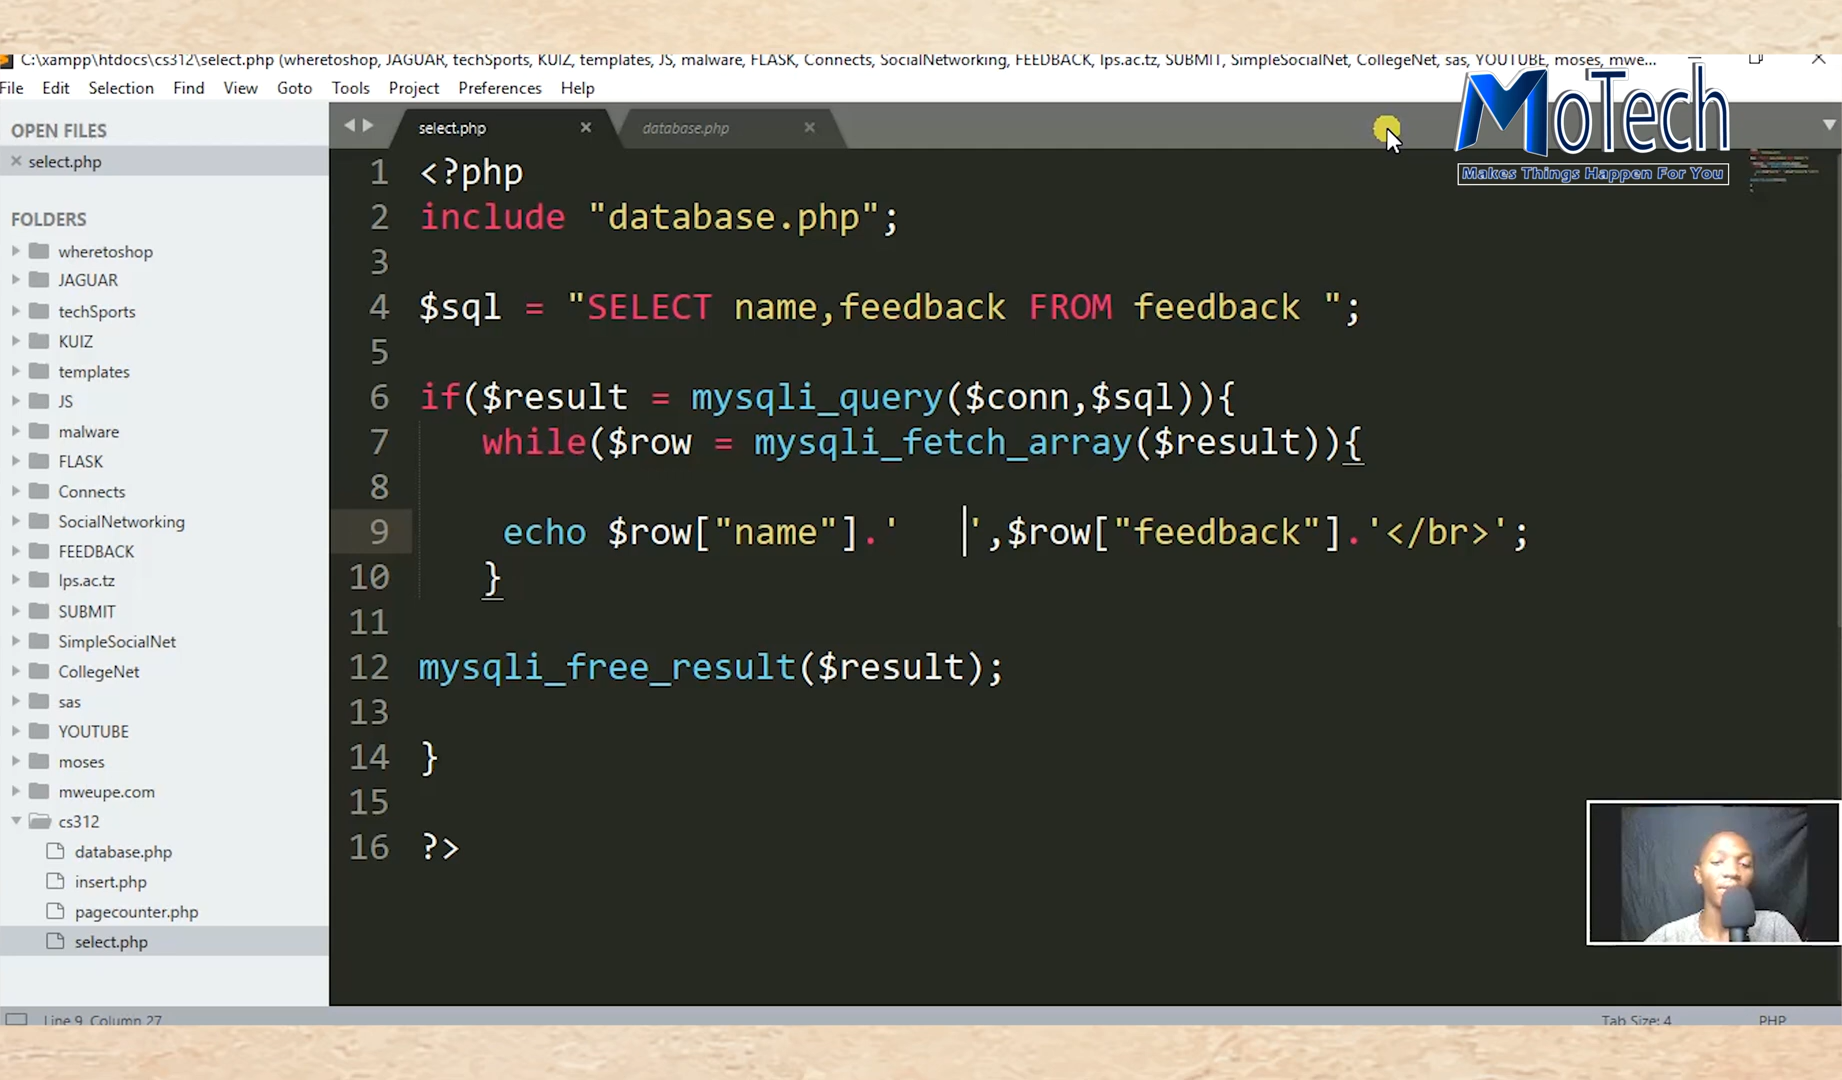 C:\xampp\htdocs\cs312\select.php (wheretoshop, JAGUAR, techSports, KUIZ, templates, JS, malware, FLASK, Connects, SocialNetworking, FEEDBACK, lps.ac.tz, SUBMIT, SimpleSocialNet, CollegeNet, sas, YOUTUBE, moses, mwe...
File Edit Selection Find View Goto Tools Project Preferences Help
MoTech
Makes Things Happen For You
OPEN FILES
select.php
FOLDERS
wheretoshop
JAGUAR
techSports
KUIZ
templates
JS
malware
FLASK
Connects
SocialNetworking
FEEDBACK
lps.ac.tz
SUBMIT
SimpleSocialNet
CollegeNet
sas
YOUTUBE
moses
mweupe.com
cs312
database.php
insert.php
pagecounter.php
select.php
select.php database.php
1 <?php
2 include "database.php";
3
4 $sql = "SELECT name,feedback FROM feedback ";
5
6 if($result = mysqli_query($conn,$sql)){
7 while($row = mysqli_fetch_array($result)){
8
9 echo $row["name"].'   ',$row["feedback"].'</br>';
10 }
11
12 mysqli_free_result($result);
13
14 }
15
16 ?>
Line 9, Column 27 Tab Size: 4 PHP